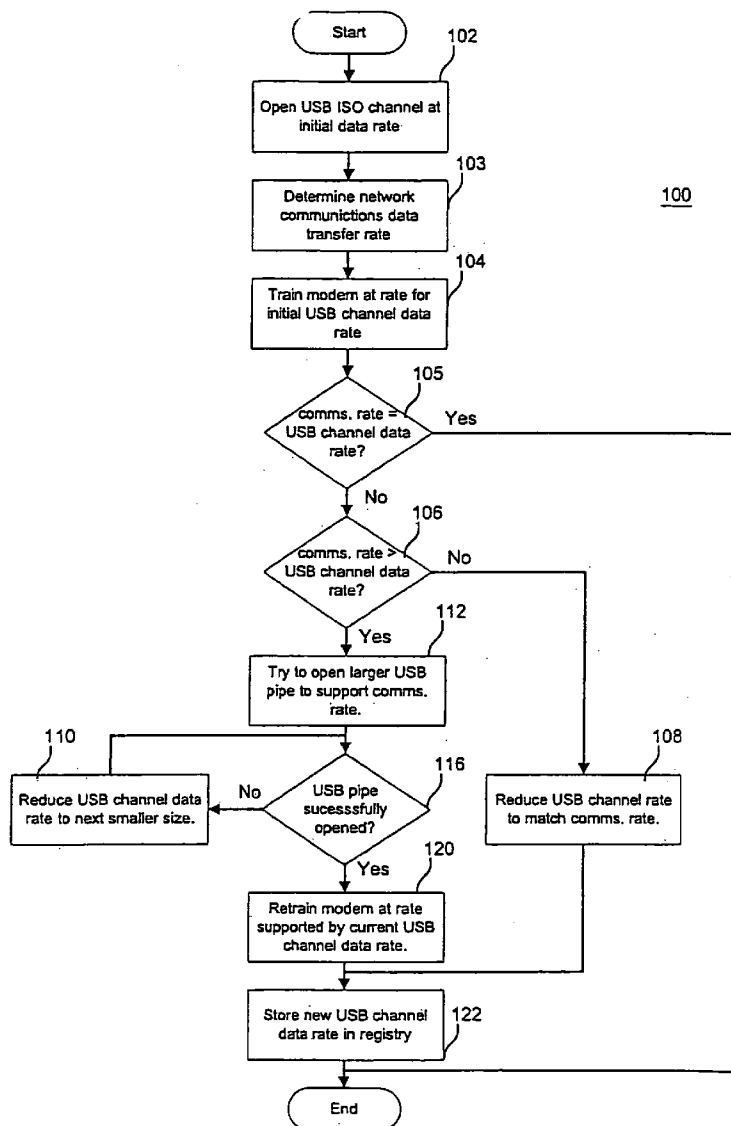 Start
102
Open USB ISO channel at
initial data rate
103
Determine network
communictions data
transfer rate
100
104
Train modem at rate for
initial USB channel data
rate
105
comms. rate =
USB channel data
rate?
Yes
No
106
comms. rate >
USB channel data
rate?
No
Yes
112
Try to open larger USB
pipe to support comms.
rate.
110
Reduce USB channel data
rate to next smaller size.
No
116
USB pipe
sucesssfully
opened?
108
Reduce USB channel rate
to match comms. rate.
Yes
120
Retrain modem at rate
supported by current USB
channel data rate.
Store new USB channel
data rate in registry
122
End